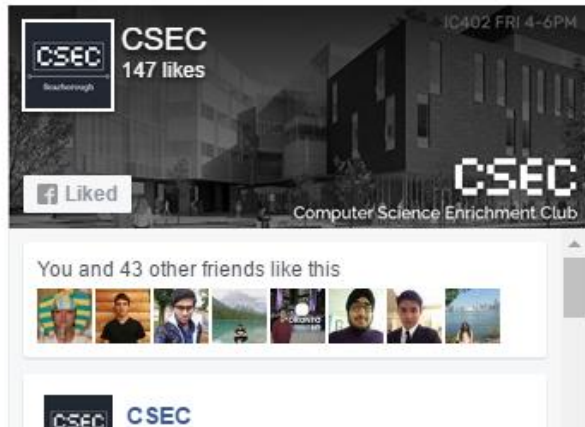 IC402 FRI 4-6PM
CSEC
CSEC
147 likes
Liked
CSEC
Computer Science Enrichment Club
You and 43 other friends like this
CSEC
CSEC